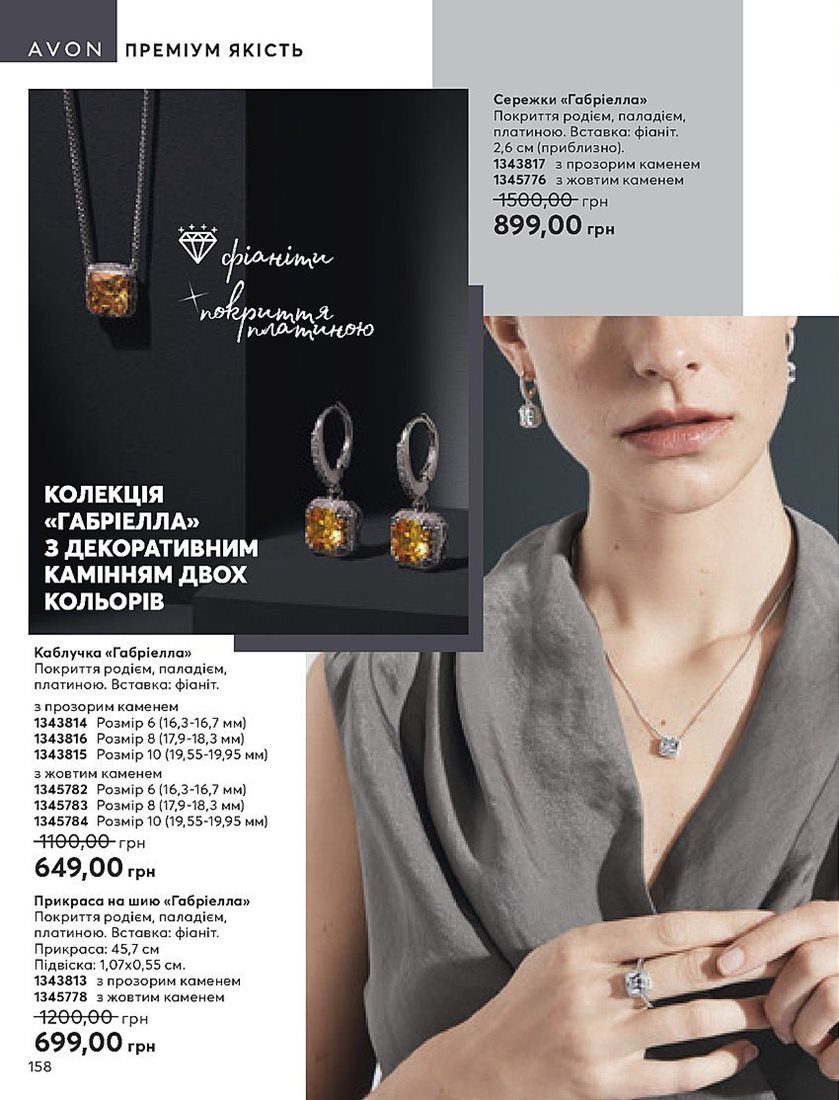 AVON ПРЕМІУМ ЯКІСТЬ
Сережки «Габріелла»
Покриття родієм, паладієм,
платиною. Вставка: фіаніт.
2,6 см (приблизно).
1343817 з прозорим каменем
1345776 з жовтим каменем
1500,00 грн
899,00 грн
фіаніти
покриття
платиною
КОЛЕКЦІЯ
«ГАБРІЕЛЛА»
З ДЕКОРАТИВНИМ
КАМІННЯМ ДВОХ
КОЛЬОРІВ
Каблучка «Габріелла»
Покриття родієм, паладієм,
платиною. Вставка: фіаніт.
з прозорим каменем
1343814 Розмір 6 (16,3-16,7 мм)
1343816 Розмір 8 (17,9-18,3 мм)
1343815 Розмір 10 (19,55-19,95 мм)
з жовтим каменем
1345782 Розмір 6 (16,3-16,7 мм)
1345783 Розмір 8 (17,9-18,3 мм)
1345784 Розмір 10 (19,55-19,95 мм)
1100,00 грн
649,00 грн
Прикраса на шию «Габріелла»
Покриття родієм, паладієм,
платиною. Вставка: фіаніт.
Прикраса: 45,7 см
Підвіска: 1,07х0,55 см.
1343813 з прозорим каменем
1345778 з жовтим каменем
1200,00 грн
699,00 грн
158